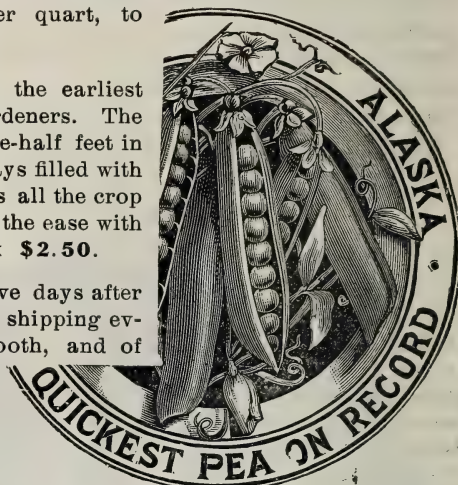 er quart, to
the earliest
rdeners. The
e-half feet in
ys filled with
s all the crop
the ease with
$2.50.
ve days after
shipping ev-
ooth, and of
ALASKA
QUICKEST PEA ON RECORD